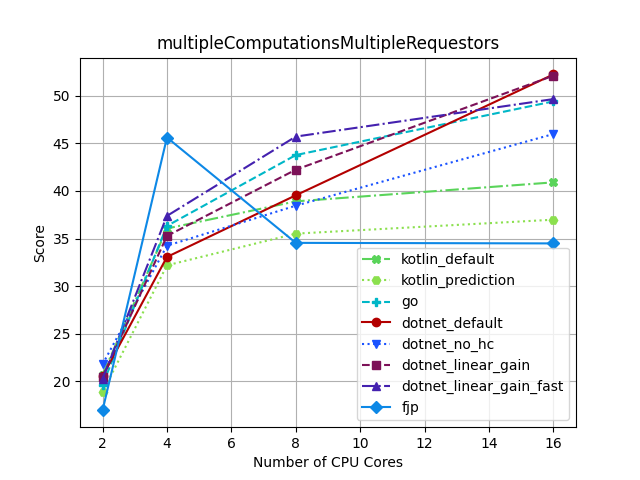 multipleComputationsMultipleRequestors
Score
50
45
40
35
30
25
20
2
4
6
8
10
12
14
16
Number of CPU Cores
kotlin_default
kotlin_prediction
go
dotnet_default
dotnet_no_hc
dotnet_linear_gain
dotnet_linear_gain_fast
fjp